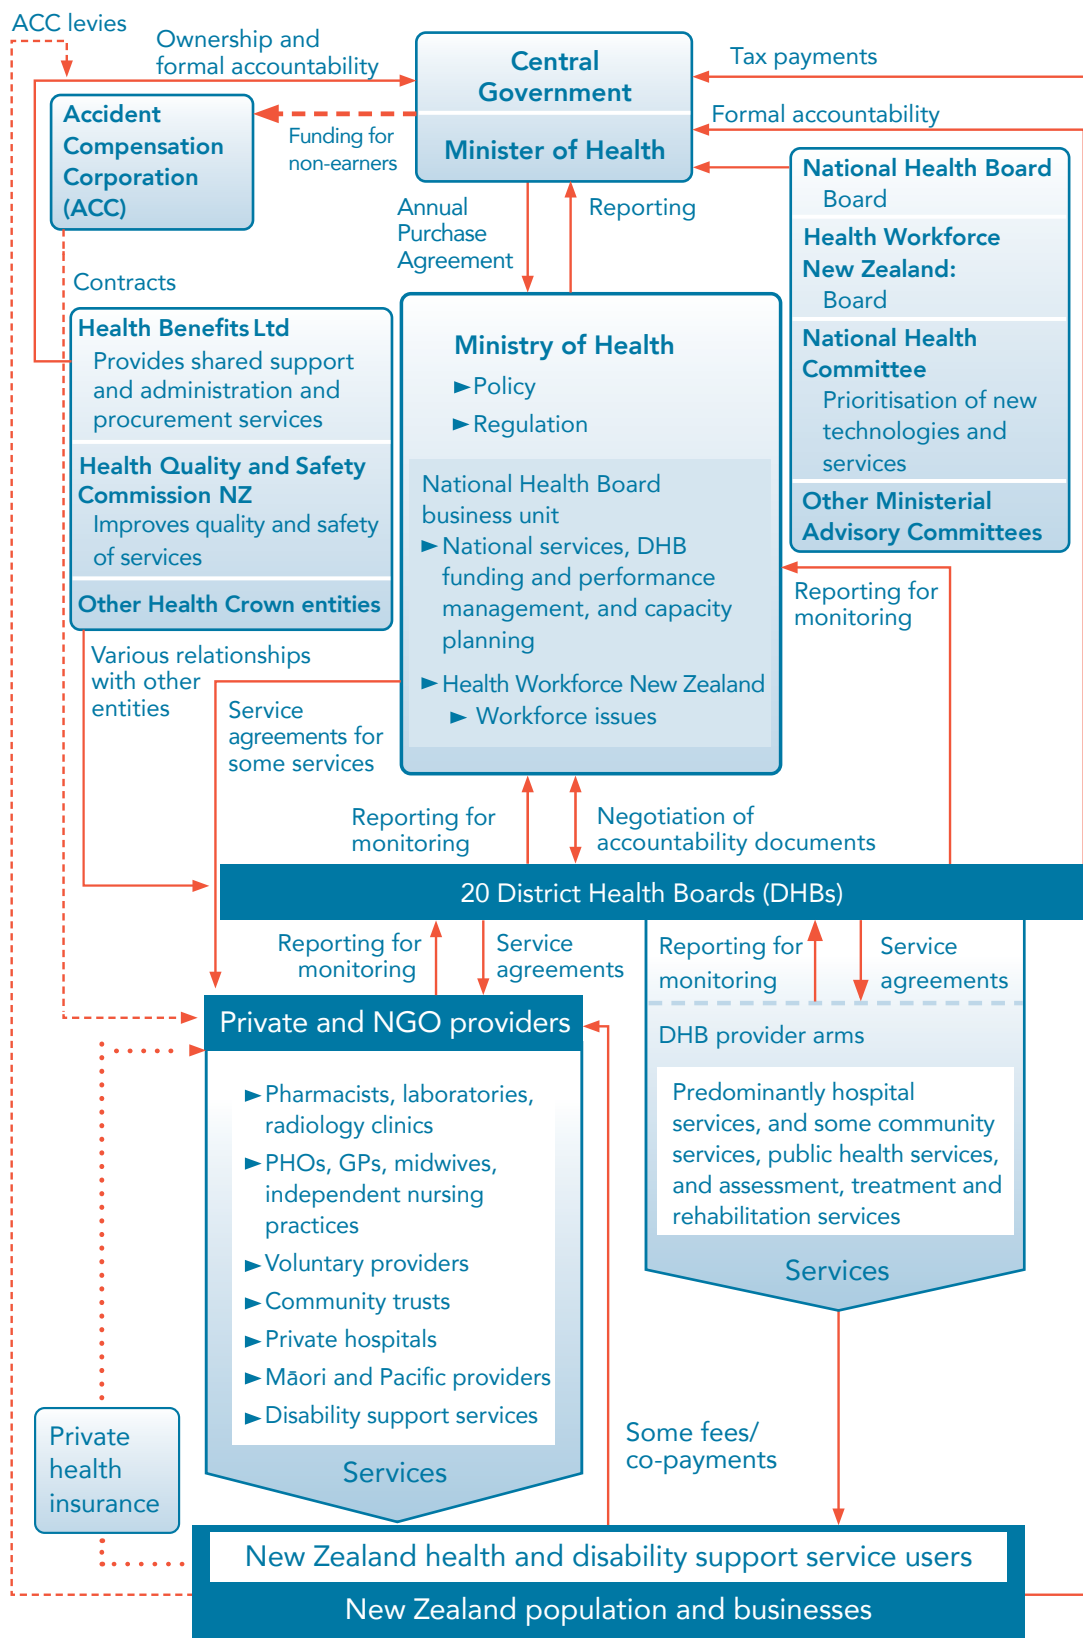 ACC levies
Ownership and
formal accountability
Central
Government
Minister of Health
Tax payments
Formal accountability
Accident
Compensation
Corporation
(ACC)
Funding for
non-earners
Annual
Purchase
Agreement
Reporting
National Health Board
Board
Health Workforce
New Zealand:
Board
National Health
Committee
Prioritisation of new
technologies and
services
Other Ministerial
Advisory Committees
Contracts
Health Benefits Ltd
Provides shared support
and administration and
procurement services
Health Quality and Safety
Commission NZ
Improves quality and safety
of services
Other Health Crown entities
Ministry of Health
►Policy
►Regulation
National Health Board
business unit
►National services, DHB
funding and performance
management, and capacity
planning
►Health Workforce New Zealand
► Workforce issues
Reporting for
monitoring
Various relationships
with other
entities
Service
agreements for
some services
Reporting for
monitoring
Negotiation of
accountability documents
20 District Health Boards (DHBs)
Reporting for
monitoring
Service
agreements
Reporting for
monitoring
Service
agreements
Private and NGO providers
►Pharmacists, laboratories,
radiology clinics
►PHOs, GPs, midwives,
independent nursing
practices
►Voluntary providers
►Community trusts
►Private hospitals
►Māori and Pacific providers
►Disability support services
Services
DHB provider arms
Predominantly hospital
services, and some community
services, public health services,
and assessment, treatment and
rehabilitation services
Services
Private
health
insurance
Some fees/
co-payments
New Zealand health and disability support service users
New Zealand population and businesses